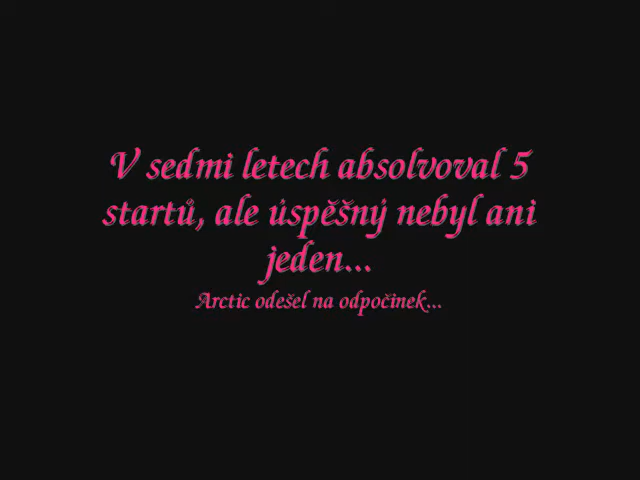 V sedmi letech absolvoval 5
startů, ale úspěšný nebyl ani
jeden...
Arctic odešel na odpočinek...